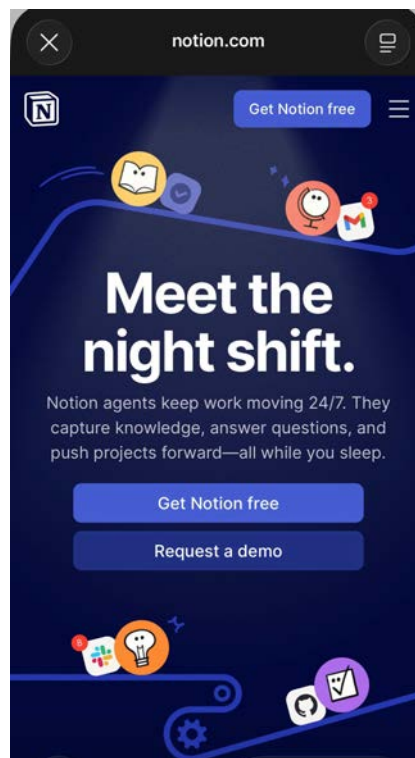 notion.com
N
Get Notion free
3
Meet the
night shift.
Notion agents keep work moving 24/7. They
capture knowledge, answer questions, and
push projects forward—all while you sleep.
Get Notion free
Request a demo
8